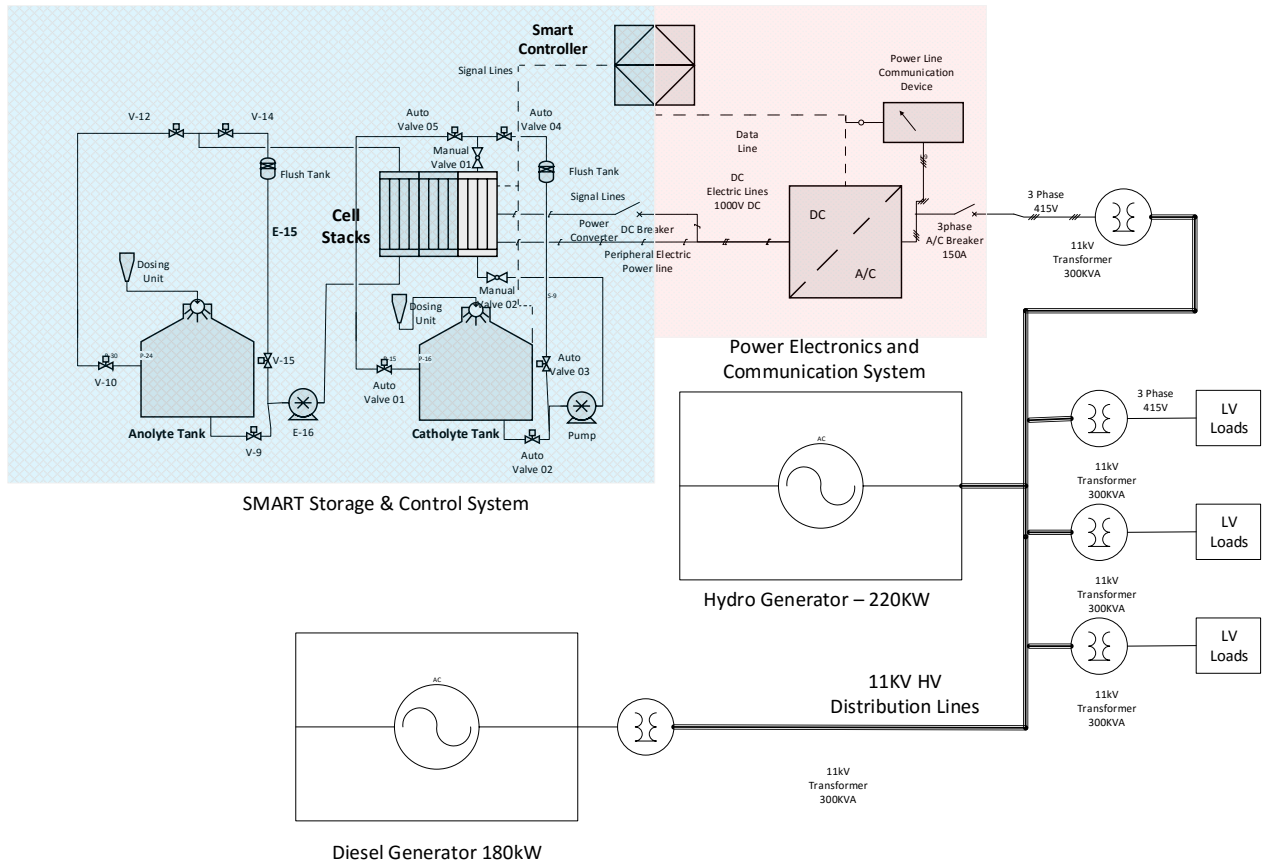 Smart
Controller
Signal Lines
Power Line
Communication
Device
V-12
V-14
Auto
Valve 05
Auto
Valve 04
Manual
Valve 01
Data
Line
Flush Tank
Flush Tank
DC
Electric Lines
1000V DC
Signal Lines
DC
3 Phase
415V
Cell
Stacks
E-15
Power
Converter
DC Breaker
3phase
A/C Breaker
150A
Peripheral Electric
Power line
11kV
Transformer
300KVA
Dosing
Unit
A/C
Manual
Valve 02
S-9
Dosing
Unit
Power Electronics and
Communication System
P-30
P-24
V-15
P-15
P-16
Auto
Valve 03
V-10
Auto
Valve 01
3 Phase
415V
LV
Loads
Anolyte Tank
E-16
Catholyte Tank
Pump
V-9
Auto
Valve 02
AC
11kV
Transformer
300KVA
SMART Storage & Control System
LV
Loads
11kV
Transformer
300KVA
Hydro Generator – 220KW
LV
Loads
AC
11KV HV
Distribution Lines
11kV
Transformer
300KVA
11kV
Transformer
300KVA
Diesel Generator 180kW